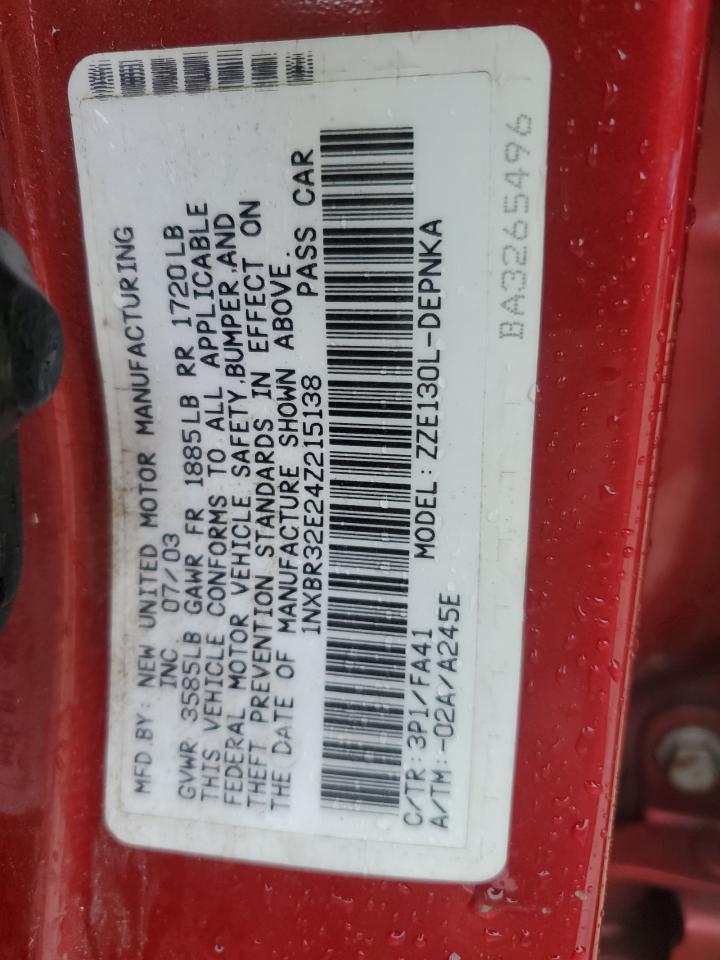 MFD.BY: NEW UNITED MOTOR MANUFACTURING
INC 07/03
GVWR 3585LB GAWR FR 1885LB RR 1720LB
THIS VEHICLE CONFORMS TO ALL APPLICABLE
FEDERAL MOTOR VEHICLE SAFETY,BUMPER,AND
THEFT PREVENTION STANDARDS IN EFFECT ON
THE DATE OF MANUFACTURE SHOWN ABOVE.
1NXBR32E24Z215138 PASS CAR
C/TR: 3P1/FA41 MODEL: ZZE130L-DEPNKA
A/TM: -02A/A245E
BA3265496